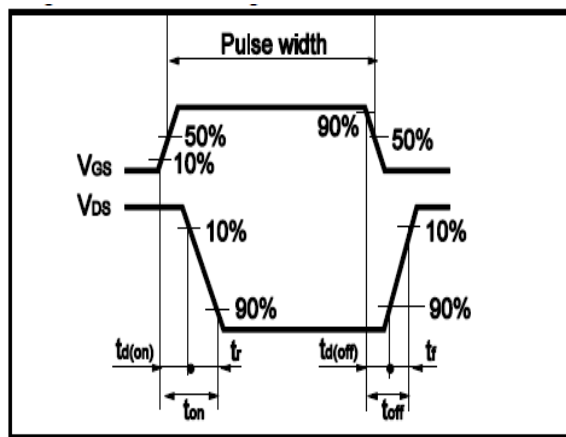 Pulse width
90%
50% 50%
10%
VGS
VDS
10% 10%
90% 90%
td(on) tr td(off) tf
ton toff